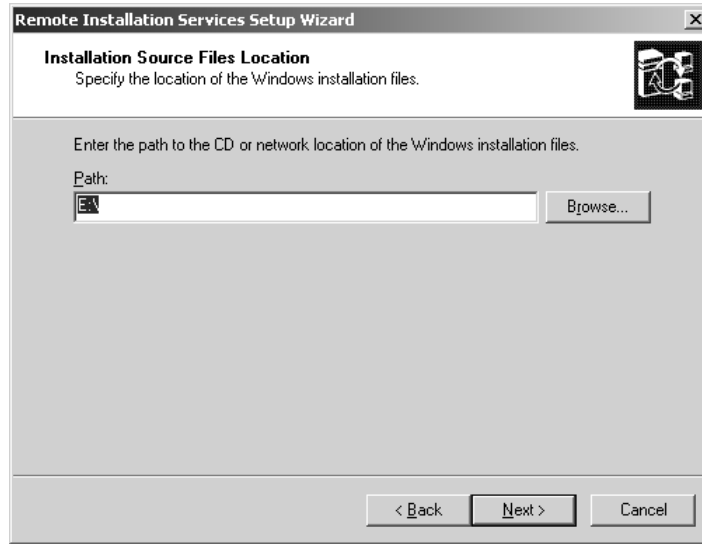 Remote Installation Services Setup Wizard
Installation Source Files Location
Specify the location of the Windows installation files.
Enter the path to the CD or network location of the Windows installation files.
Path:
E:\
Browse...
< Back
Next >
Cancel